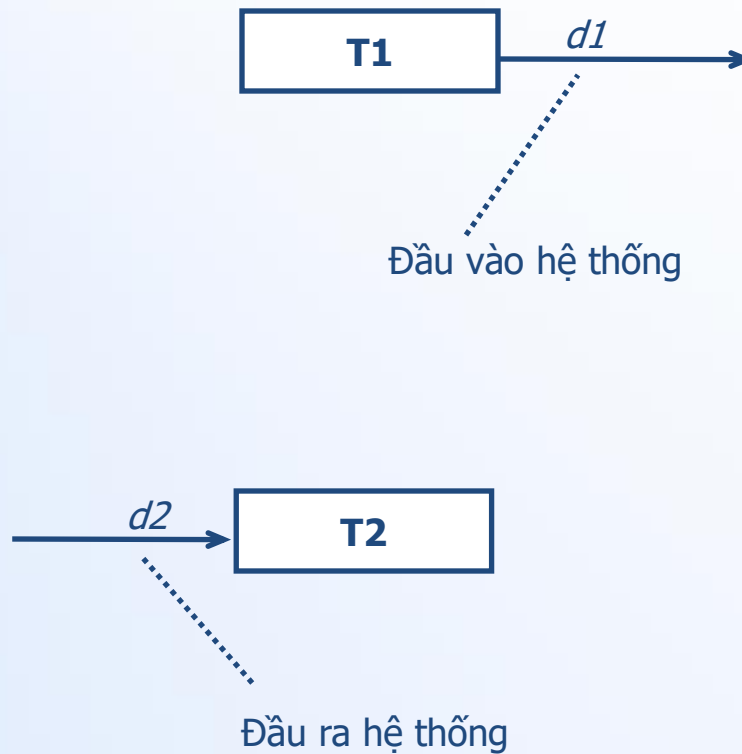 T1
d1
Đầu vào hệ thống
d2
T2
Đầu ra hệ thống